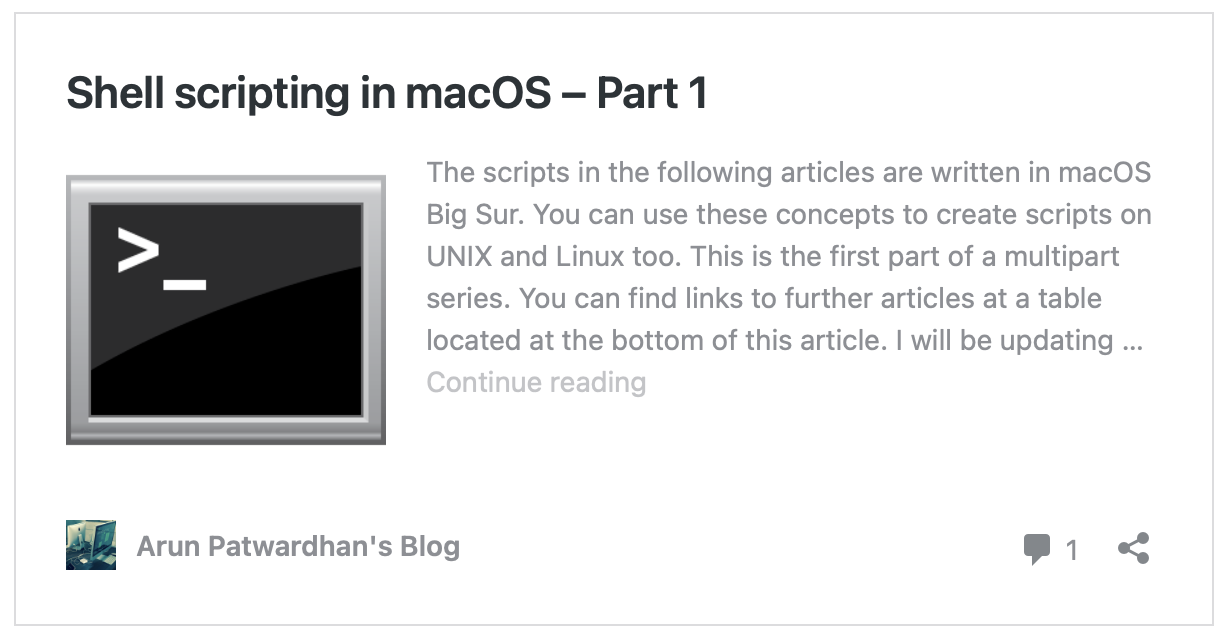 Shell scripting in macOS – Part 1
>_
The scripts in the following articles are written in macOS
Big Sur. You can use these concepts to create scripts on
UNIX and Linux too. This is the first part of a multipart
series. You can find links to further articles at a table
located at the bottom of this article. I will be updating ...
Continue reading
Arun Patwardhan's Blog
1